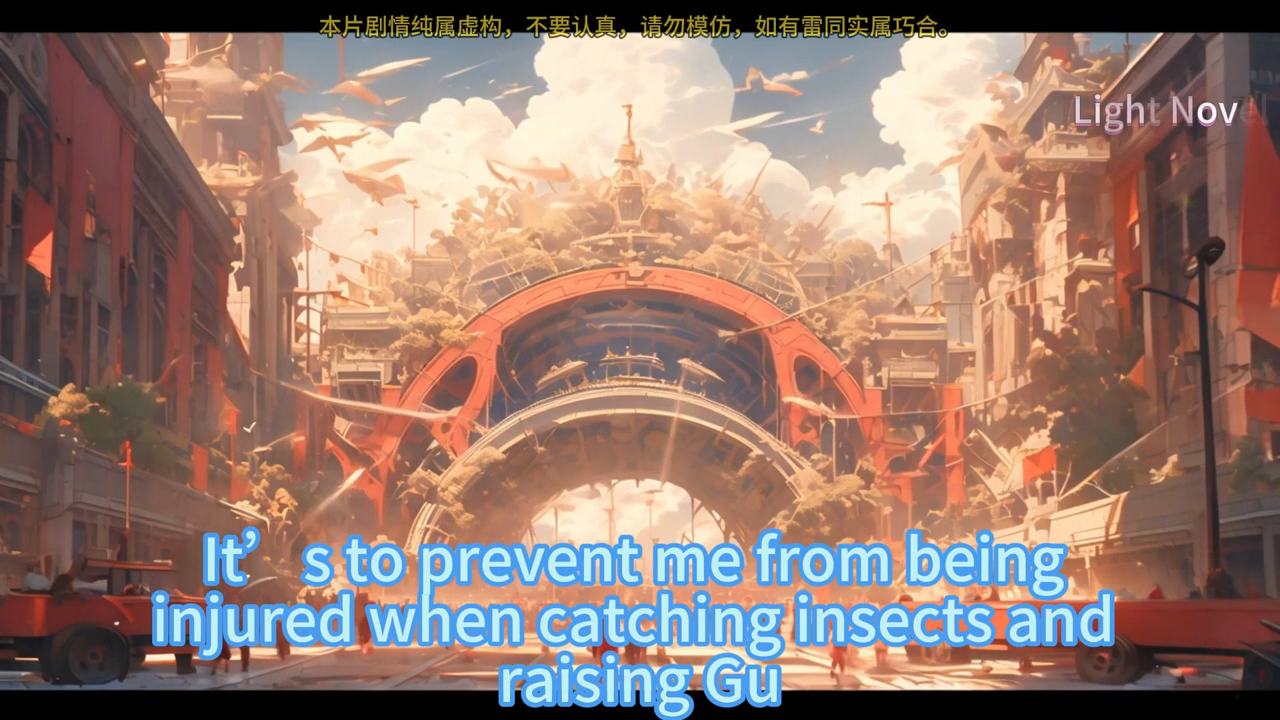 本片剧情纯属虚构，不要认真，请勿模仿，如有雷同实属巧合。
Light Novel
It’s to prevent me from being
injured when catching insects and
raising Gu